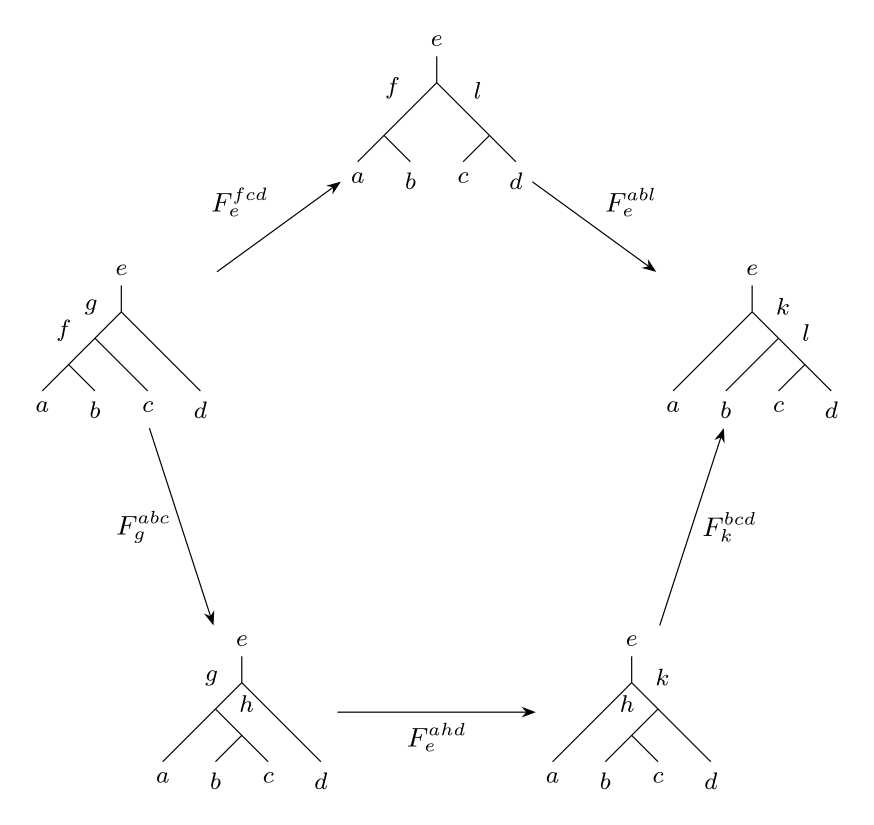 e
f l
a b c d
F_e^{fcd} F_e^{abl}
e e
g k
f l
a b c d a b c d
F_g^{abc} F_k^{bcd}
e e
g k
h h
F_e^{ahd}
a b c d a b c d